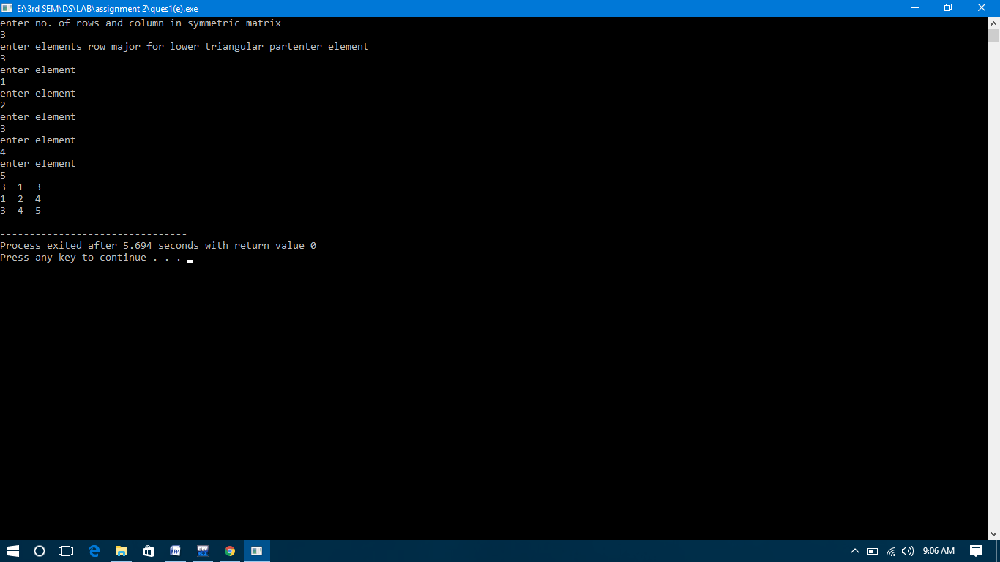 E:\3rd SEM\DS\LAB\assignment 2\ques1(e).exe
enter no. of rows and column in symmetric matrix
3
enter elements row major for lower triangular partenter element
3
enter element
1
enter element
2
enter element
3
enter element
4
enter element
5
3  1  3
1  2  4
3  4  5
--------------------------------
Process exited after 5.694 seconds with return value 0
Press any key to continue . . .
W DEV 9:06 AM